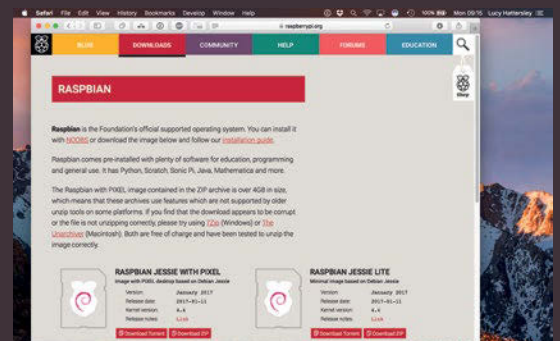 Safari File Edit View History Bookmarks Develop Window Help 100% Mon 09:15 Lucy Hattersley
raspberrypi.org
BLOG DOWNLOADS COMMUNITY HELP FORUMS EDUCATION
Shop
RASPBIAN
Raspbian is the Foundation's official supported operating system. You can install it
with NOOBS or download the image below and follow our installation guide.
Raspbian comes pre-installed with plenty of software for education, programming
and general use. It has Python, Scratch, Sonic Pi, Java, Mathematica and more.
The Raspbian with PIXEL image contained in the ZIP archive is over 4GB in size,
which means that these archives use features which are not supported by older
unzip tools on some platforms. If you find that the download appears to be corrupt
or the file is not unzipping correctly, please try using 7Zip (Windows) or The
Unarchiver (Macintosh). Both are free of charge and have been tested to unzip the
image correctly.
RASPBIAN JESSIE WITH PIXEL
Image with PIXEL desktop based on Debian Jessie
Version: January 2017
Release date: 2017-01-11
Kernel version: 4.4
Release notes: Link
Download Torrent Download ZIP
RASPBIAN JESSIE LITE
Minimal image based on Debian Jessie
Version: January 2017
Release date: 2017-01-11
Kernel version: 4.4
Release notes: Link
Download Torrent Download ZIP